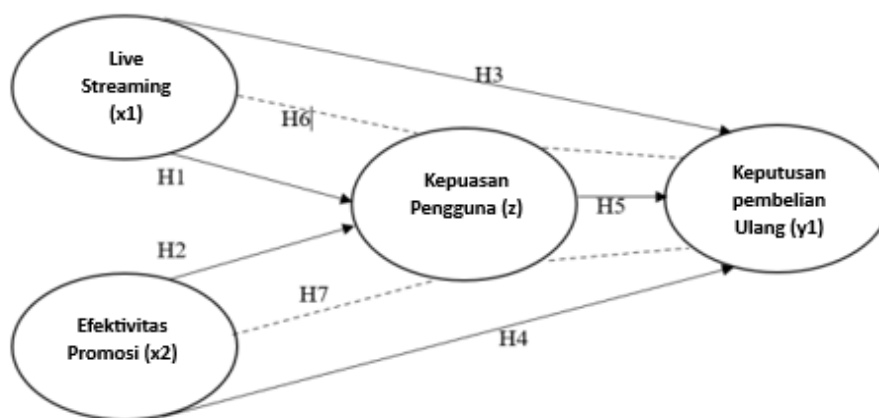 Live
Streaming
(x1)
H3
H6
H1
Kepuasan
Pengguna (z)
H5
Keputusan
pembelian
Ulang (y1)
H2
H7
Efektivitas
Promosi (x2)
H4